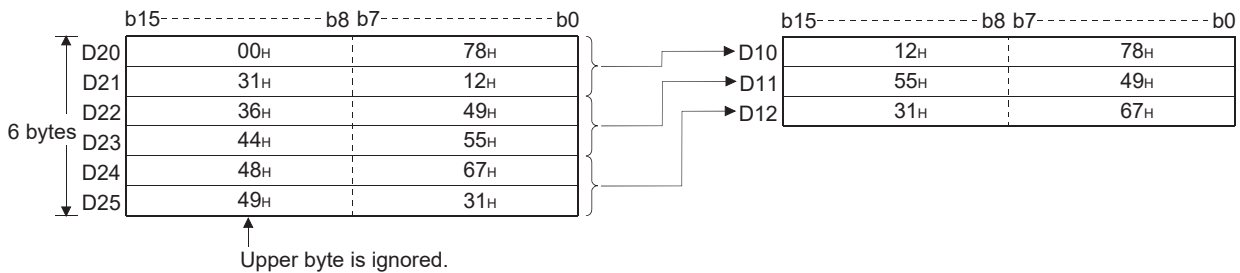 b15 b8 b7 b0
D20 00H 78H
D21 31H 12H
D22 36H 49H
D23 44H 55H
D24 48H 67H
D25 49H 31H
6 bytes
Upper byte is ignored.
b15 b8 b7 b0
D10 12H 78H
D11 55H 49H
D12 31H 67H